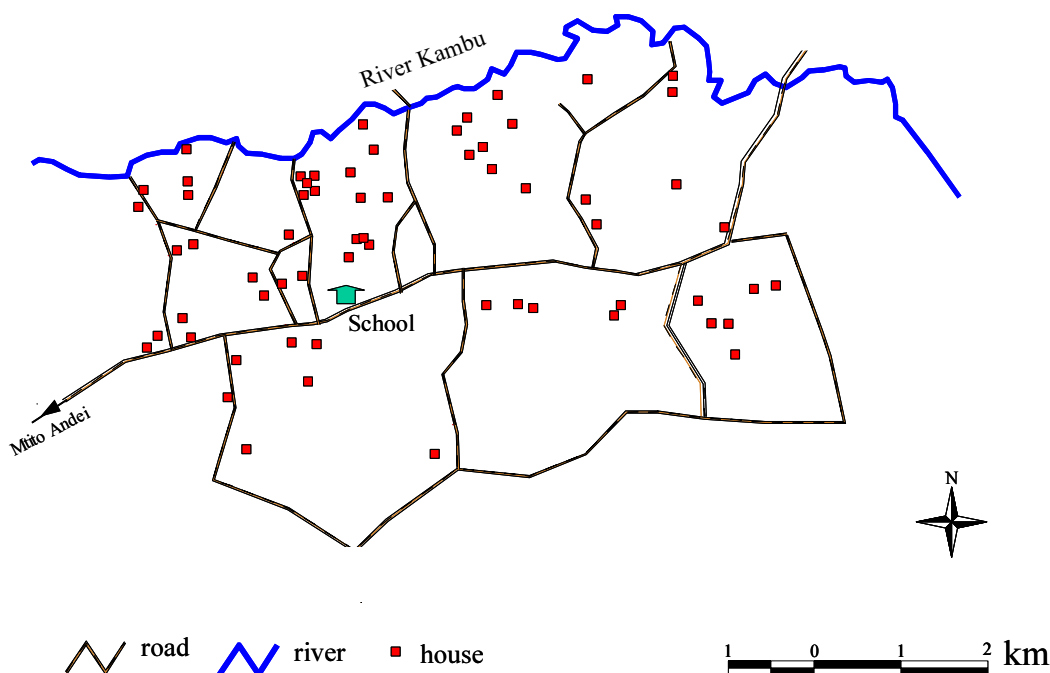 River Kambu
School
Mtito Andei
N
road
river
house
1 0 1 2 km